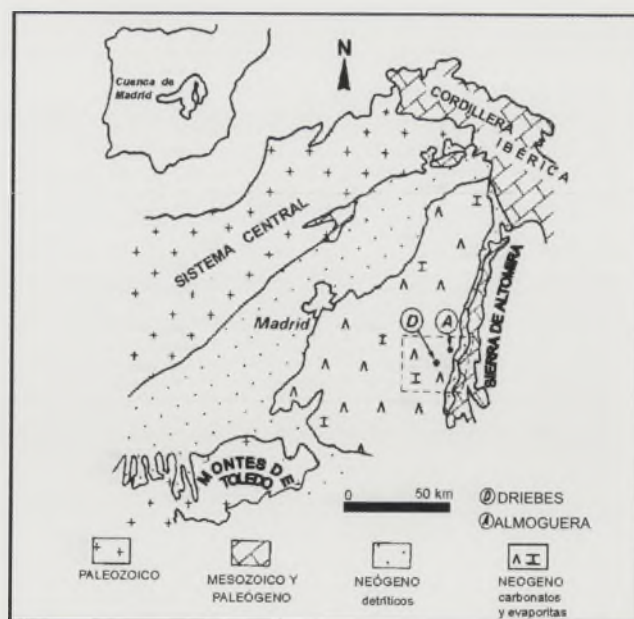 Cuenca de
Madrid
N
CORDILLERA
IBÉRICA
SISTEMA CENTRAL
Madrid
D
A
SIERRA DE ALTOMIRA
MONTES DE
TOLEDO
0 50 km
D DRIEBES
A ALMOGUERA
PALEOZOICO
MESOZOICO Y
PALEÓGENO
NEÓGENO
detríticos
NEOGENO
carbonatos
y evaporitas